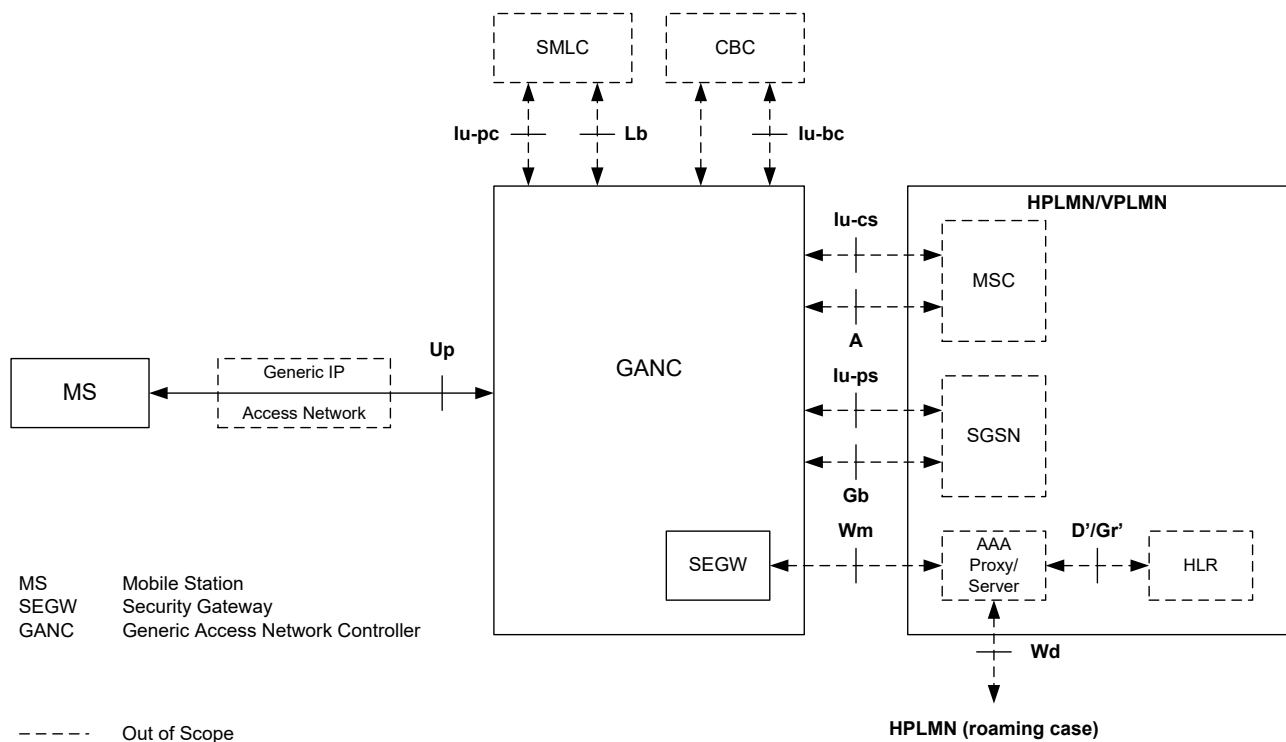 SMLC
CBC
Iu-pc
Lb
Iu-bc
HPLMN/VPLMN
Iu-cs
MSC
A
Up
GANC
Iu-ps
Generic IP
MS
Access Network
SGSN
Gb
Wm
D’/Gr’
SEGW
AAA
Proxy/
Server
HLR
MS Mobile Station
SEGW Security Gateway
GANC Generic Access Network Controller
Wd
HPLMN (roaming case)
Out of Scope